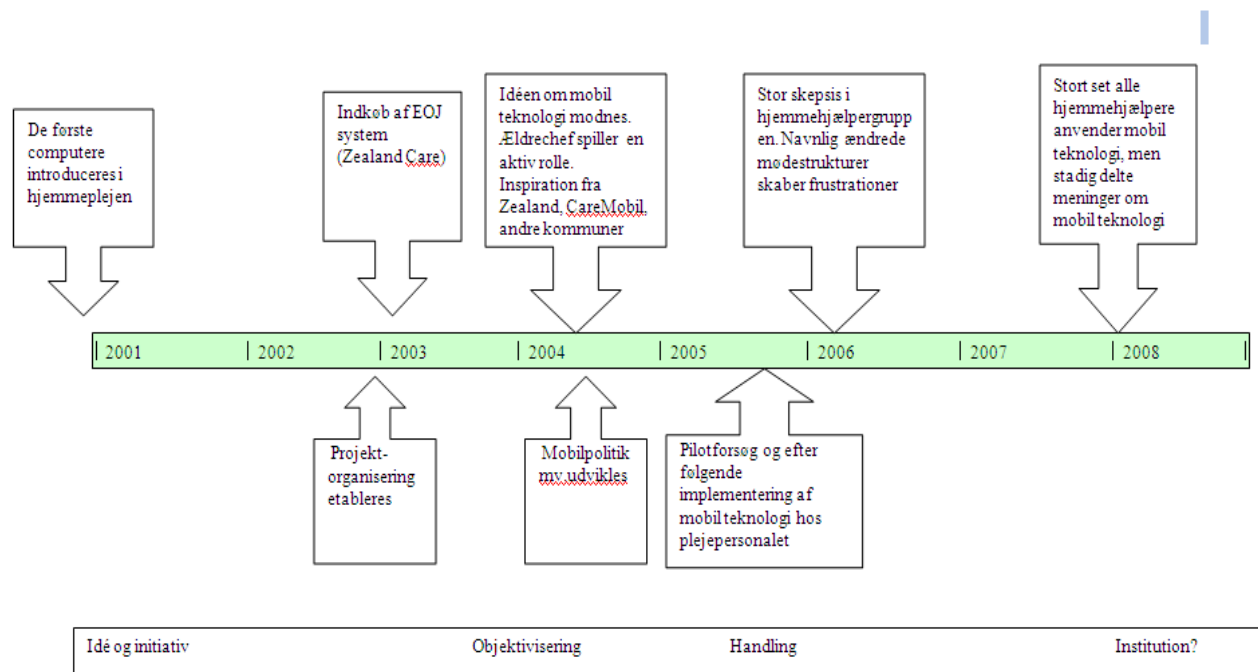 De første
computere
introduceres i
hjemmeplejen
Indkøb af EOJ
system
(Zealand Care)
Idéen om mobil
teknologi modnes.
Ældrechef spiller en
aktiv rolle.
Inspiration fra
Zealand, CareMobil,
andre kommuner
Stor skepsis i
hjemmehjælpergrupp
en. Navnlig ændrede
mødestrukturer
skaber frustrationer
Stort set alle
hjemmehjælpere
anvender mobil
teknologi, men
stadig delte
meninger om
mobil teknologi
| 2001 | 2002 | 2003 | 2004 | 2005 | 2006 | 2007 | 2008 |
Projekt-
organisering
etableres
Mobilpolitik
mv.udvikles
Pilotforsøg og efter
følgende
implementering af
mobil teknologi hos
plejepersonalet
Idé og initiativ Objektivisering Handling Institution?